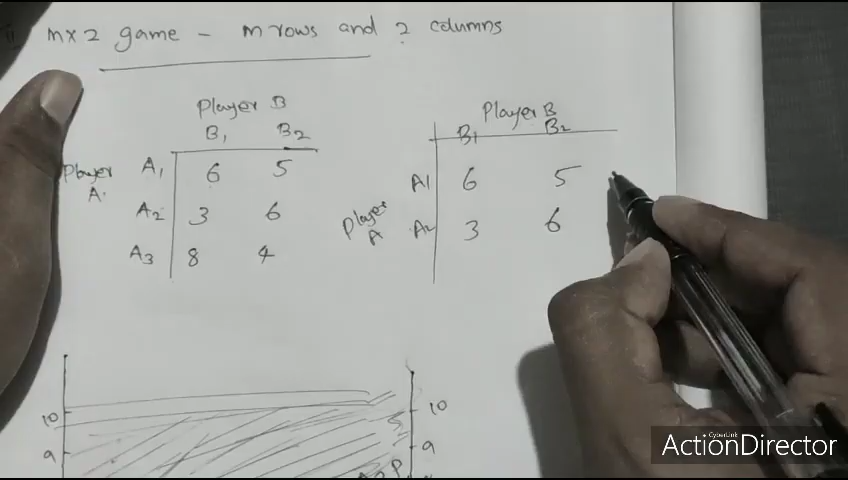 mx2 game - m rows and 2 columns
Player B
B1 B2
Player A. A1 6 5
A2 3 6
A3 8 4
Player B
B1 B2
A1 6 5
Player A A2 3 6
10
9
10
9
CyberLink
ActionDirector